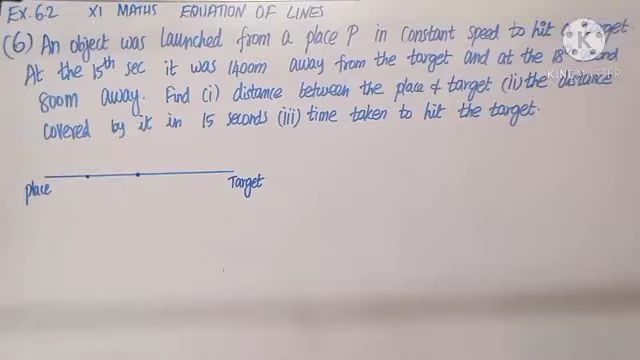 EX. 6.2 XI MATHS EQUATION OF LINES
(6) An object was launched from a place P in constant speed to hit
At the 15th sec it was 1400m away from the target and at the 18
800m away. Find (i) distance between the place & target (ii) the distance
covered by it in 15 seconds (iii) time taken to hit the target.
place Target
KINEMASTER